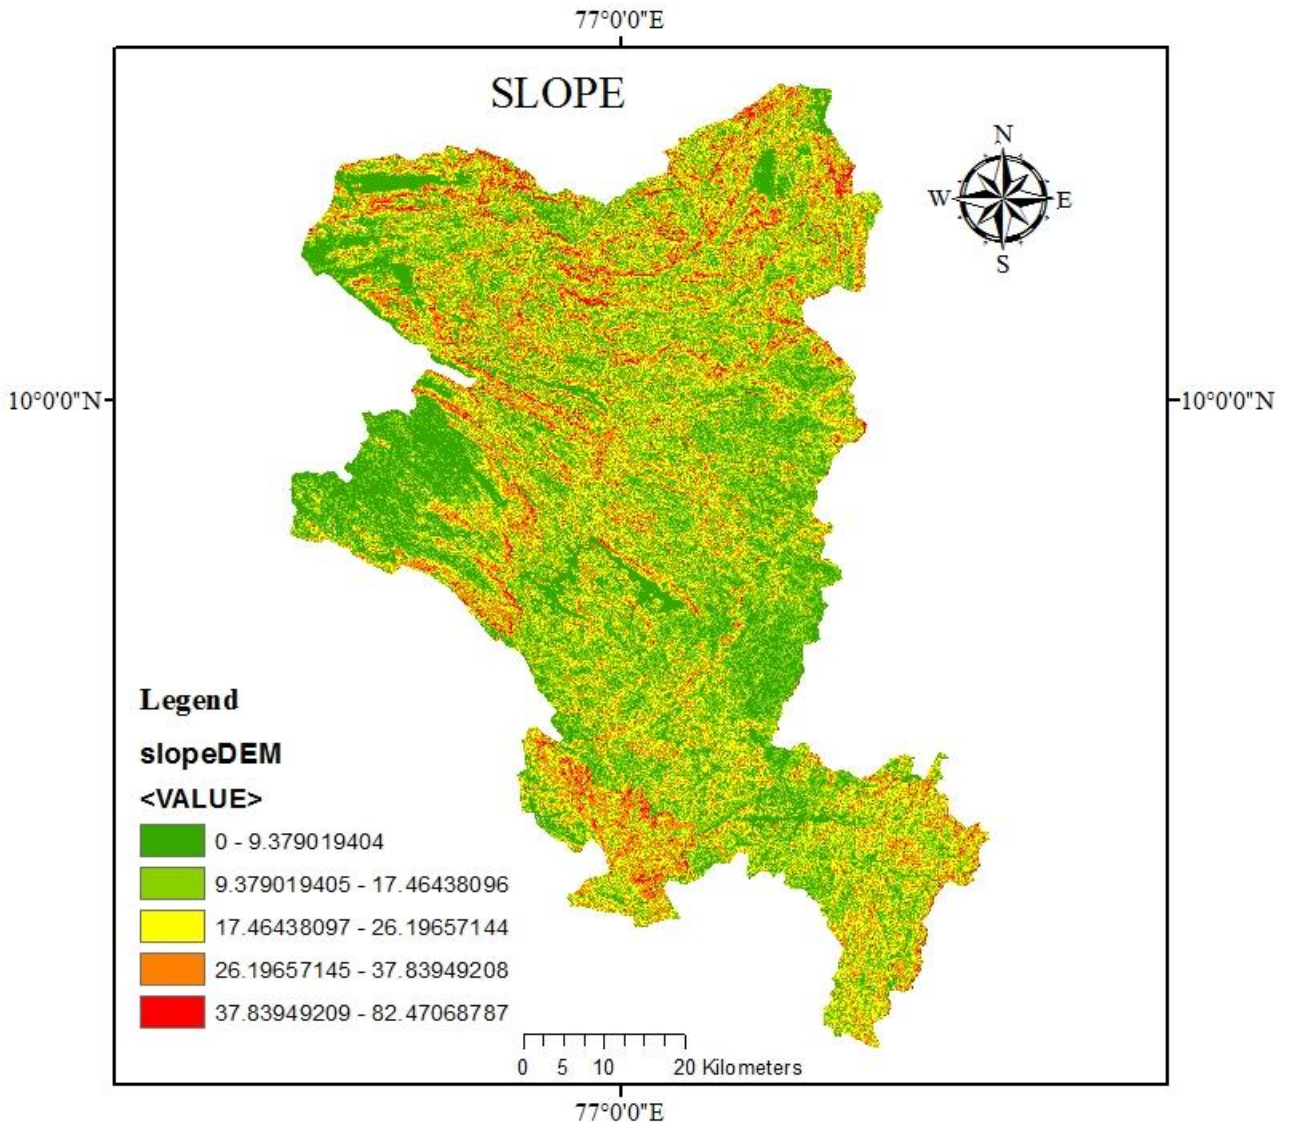 77°0'0"E
SLOPE
N
W E
S
10°0'0"N 10°0'0"N
Legend
slopeDEM
<VALUE>
0 - 9.379019404
9.379019405 - 17.46438096
17.46438097 - 26.19657144
26.19657145 - 37.83949208
37.83949209 - 82.47068787
0 5 10 20 Kilometers
77°0'0"E